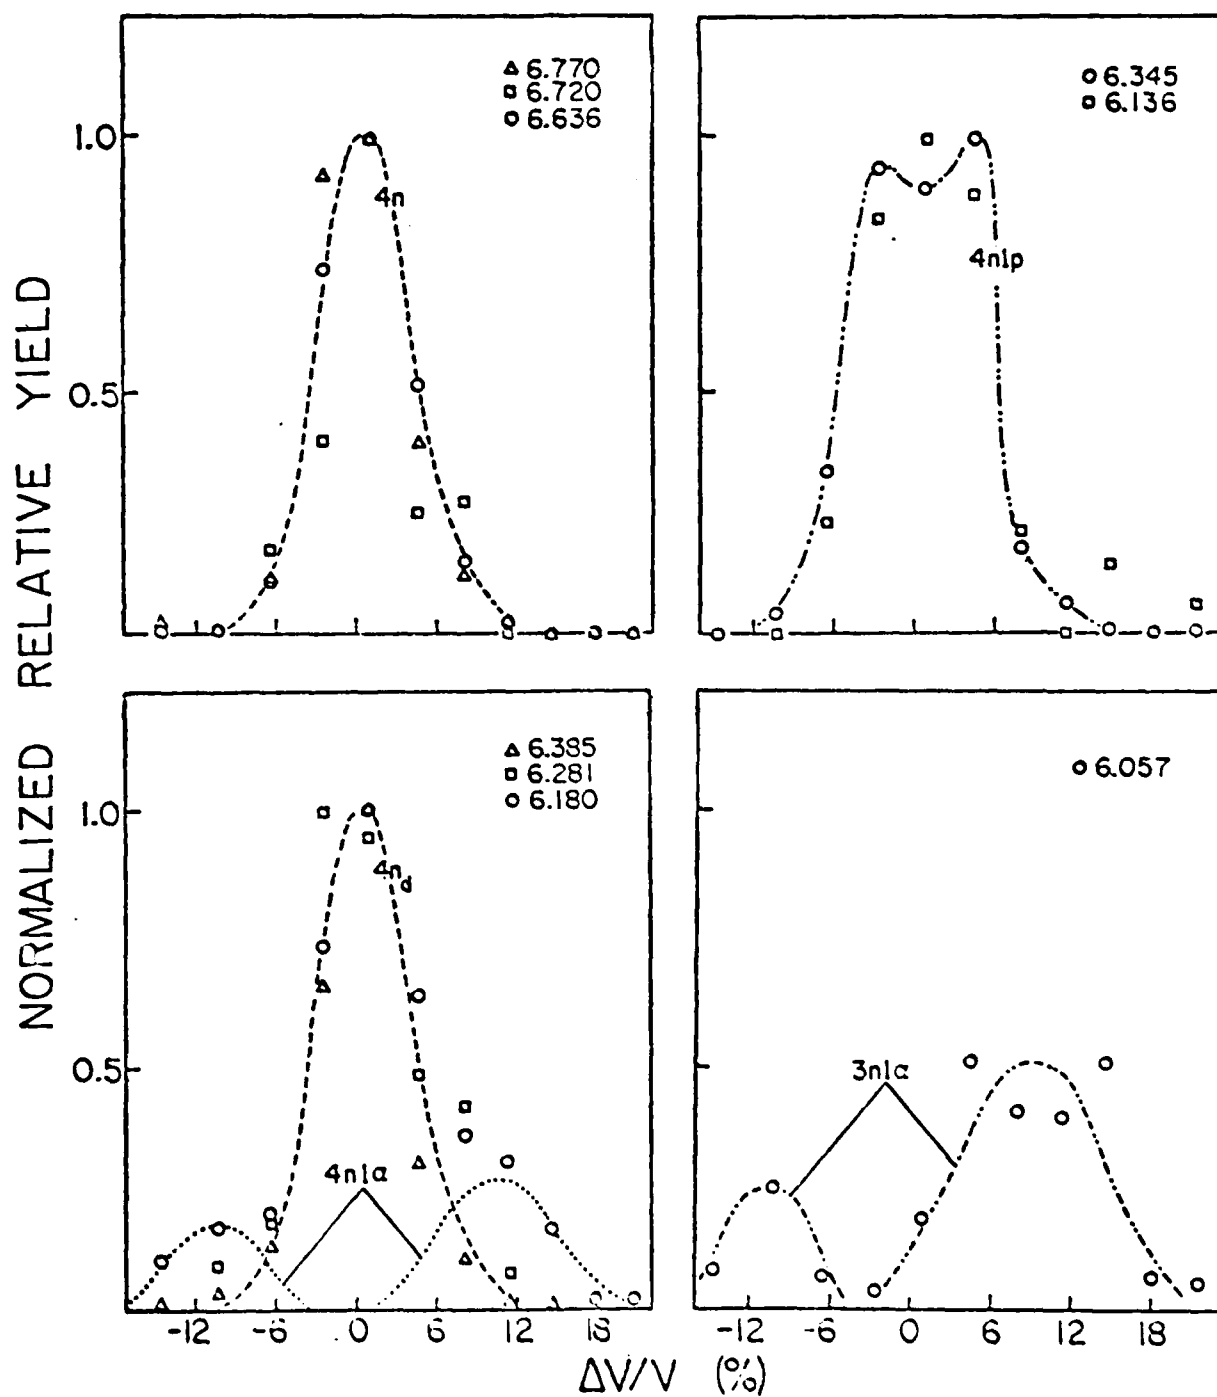 NORMALIZED RELATIVE YIELD
△ 6.770
□ 6.720
○ 6.636
1.0
4n
0.5
○ 6.345
□ 6.136
4n1p
△ 6.385
□ 6.281
○ 6.180
1.0
4n
0.5
4n1α
-12 -6 0 6 12 18
○ 6.057
3n1α
-12 -6 0 6 12 18
ΔV/V (%)